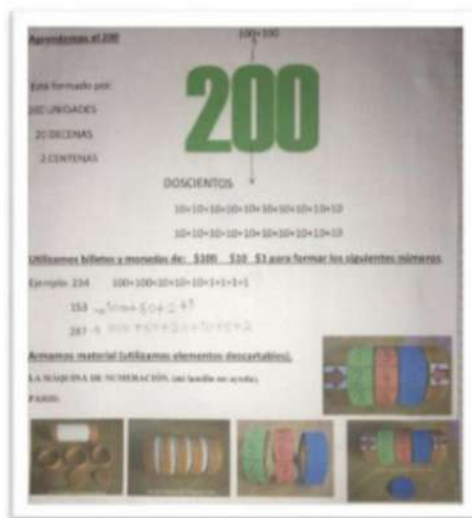 Aprendemos el 200
100+100
Está formado por:
200 UNIDADES
20 DECENAS
2 CENTENAS
200
DOSCIENTOS
10+10+10+10+10+10+10+10+10+10
10+10+10+10+10+10+10+10+10+10
Utilizamos billetes y monedas de: $100 $10 $1 para formar los siguientes números
Ejemplo: 234 100+100+10+10+10+1+1+1+1
153
267
Armamos material (utilizamos elementos descartables).
LA MÁQUINA DE NUMERACIÓN. (mi familia me ayuda).
PASOS: